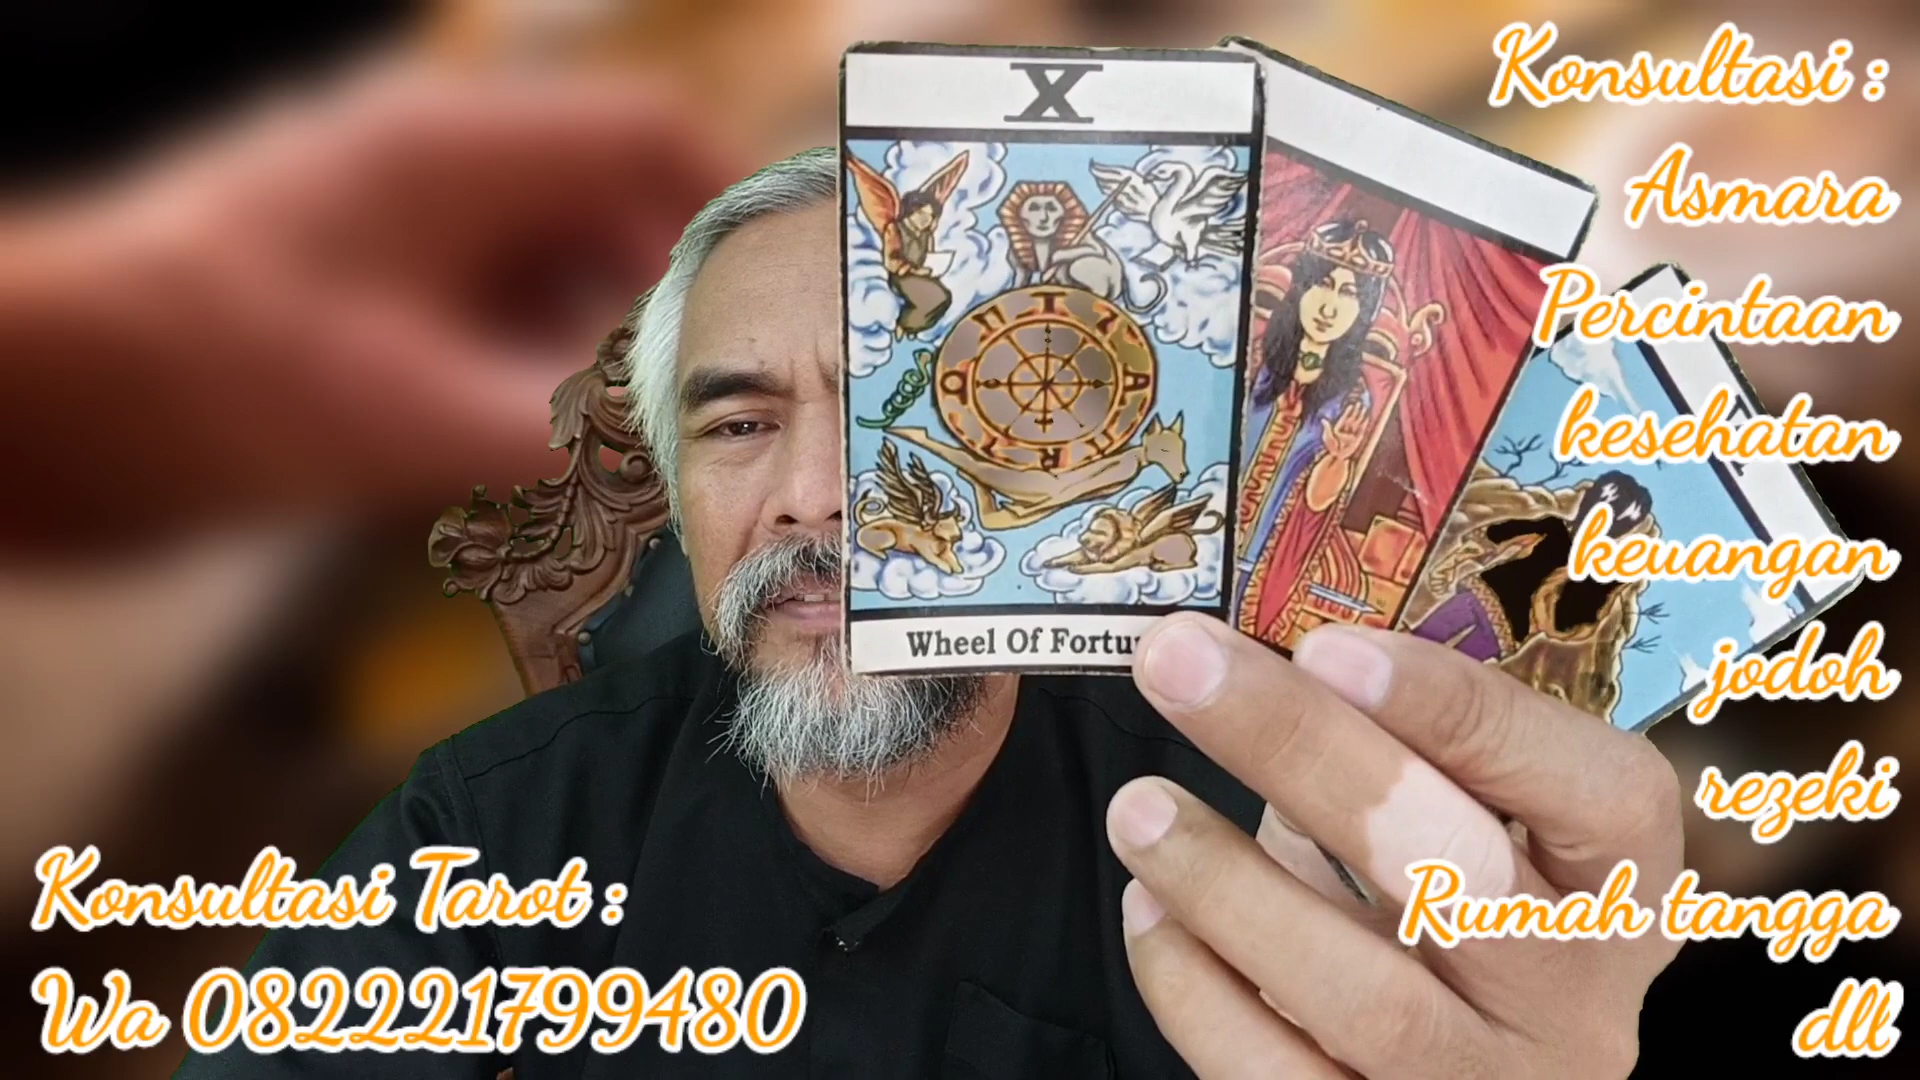 X
Wheel Of Fortu
Konsultasi :
Asmara
Percintaan
kesehatan
keuangan
jodoh
rezeki
Rumah tangga
dll
Konsultasi Tarot :
Wa 082221799480